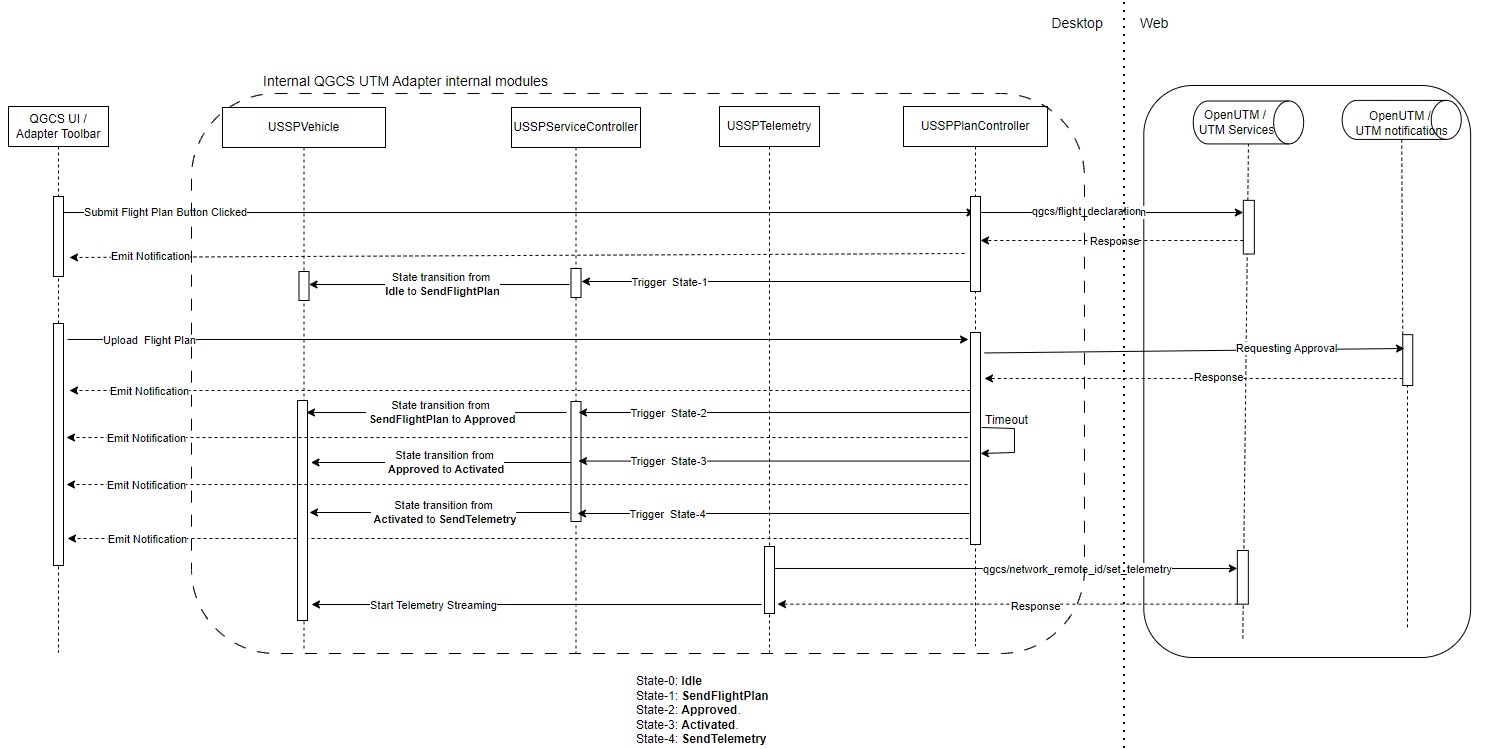 Desktop
Web
Internal QGCS UTM Adapter internal modules
QGCS UI /
Adapter Toolbar
USSPVehicle
USSPServiceController
USSPTelemetry
USSPPlanController
OpenUTM /
UTM Services
OpenUTM /
UTM notifications
Submit Flight Plan Button Clicked
qgcs/flight_declaration
Response
Emit Notification
State transition from
Idle to SendFlightPlan
Trigger State-1
Upload Flight Plan
Requesting Approval
Response
Emit Notification
State transition from
SendFlightPlan to Approved
Trigger State-2
Timeout
Emit Notification
State transition from
Approved to Activated
Trigger State-3
Emit Notification
State transition from
Activated to SendTelemetry
Trigger State-4
Emit Notification
qgcs/network_remote_id/set_telemetry
Start Telemetry Streaming
Response
State-0: Idle
State-1: SendFlightPlan
State-2: Approved.
State-3: Activated.
State-4: SendTelemetry